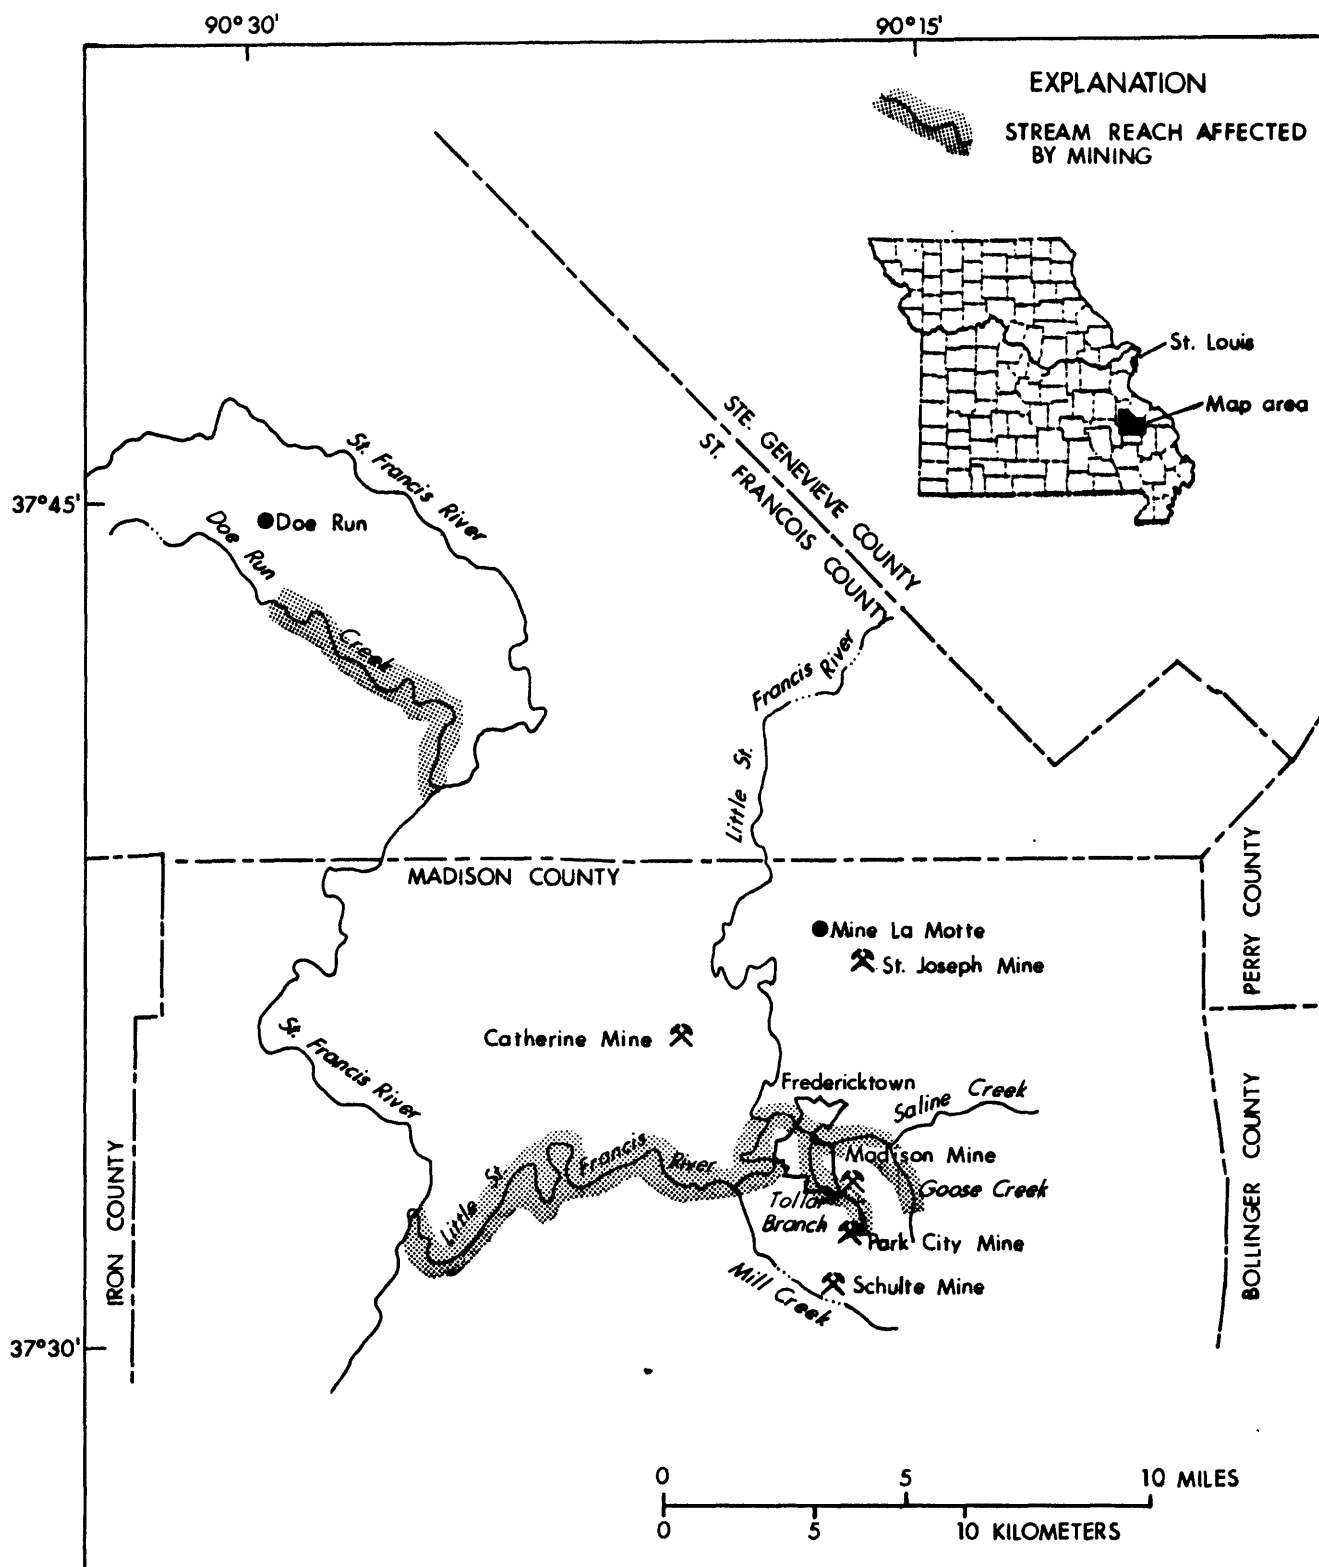 90°30'
90°15'
EXPLANATION
STREAM REACH AFFECTED
BY MINING
St. Louis
Map area
STE. GENEVIEVE COUNTY
ST. FRANCOIS COUNTY
St. Francis River
37°45'
Doe Run
Doe Run
Creek
Little St.
Francis River
MADISON COUNTY
PERRY COUNTY
Mine La Motte
St. Joseph Mine
Catherine Mine
St. Francis River
Fredericktown
Saline Creek
Madison Mine
Goose Creek
Little St.
Francis
River
Tollar
Branch
Park City Mine
Schulte Mine
Mill Creek
IRON COUNTY
BOLLINGER COUNTY
37°30'
0 5 10 MILES
0 5 10 KILOMETERS